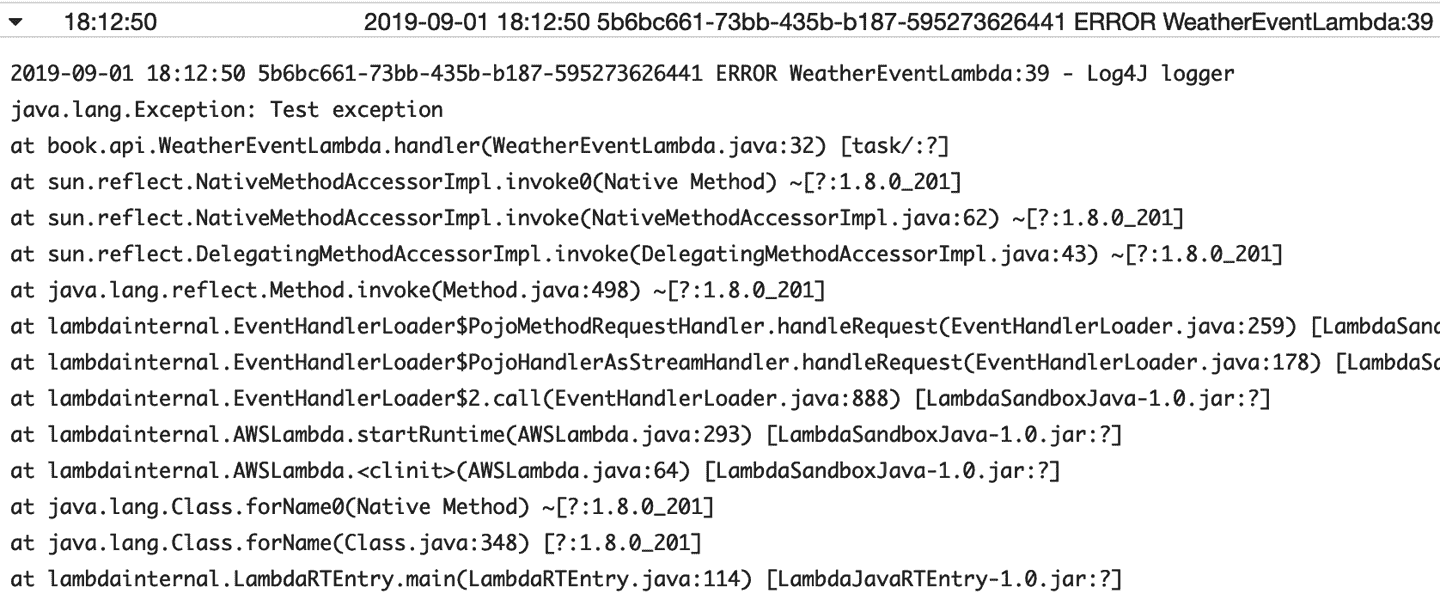 18:12:50 2019-09-01 18:12:50 5b6bc661-73bb-435b-b187-595273626441 ERROR WeatherEventLambda:39
2019-09-01 18:12:50 5b6bc661-73bb-435b-b187-595273626441 ERROR WeatherEventLambda:39 - Log4J logger
java.lang.Exception: Test exception
at book.api.WeatherEventLambda.handler(WeatherEventLambda.java:32) [task/:?]
at sun.reflect.NativeMethodAccessorImpl.invoke0(Native Method) ~[?:1.8.0_201]
at sun.reflect.NativeMethodAccessorImpl.invoke(NativeMethodAccessorImpl.java:62) ~[?:1.8.0_201]
at sun.reflect.DelegatingMethodAccessorImpl.invoke(DelegatingMethodAccessorImpl.java:43) ~[?:1.8.0_201]
at java.lang.reflect.Method.invoke(Method.java:498) ~[?:1.8.0_201]
at lambdainternal.EventHandlerLoader$PojoMethodRequestHandler.handleRequest(EventHandlerLoader.java:259) [LambdaSand
at lambdainternal.EventHandlerLoader$PojoHandlerAsStreamHandler.handleRequest(EventHandlerLoader.java:178) [LambdaSa
at lambdainternal.EventHandlerLoader$2.call(EventHandlerLoader.java:888) [LambdaSandboxJava-1.0.jar:?]
at lambdainternal.AWSLambda.startRuntime(AWSLambda.java:293) [LambdaSandboxJava-1.0.jar:?]
at lambdainternal.AWSLambda.<clinit>(AWSLambda.java:64) [LambdaSandboxJava-1.0.jar:?]
at java.lang.Class.forName0(Native Method) ~[?:1.8.0_201]
at java.lang.Class.forName(Class.java:348) [?:1.8.0_201]
at lambdainternal.LambdaRTEntry.main(LambdaRTEntry.java:114) [LambdaJavaRTEntry-1.0.jar:?]